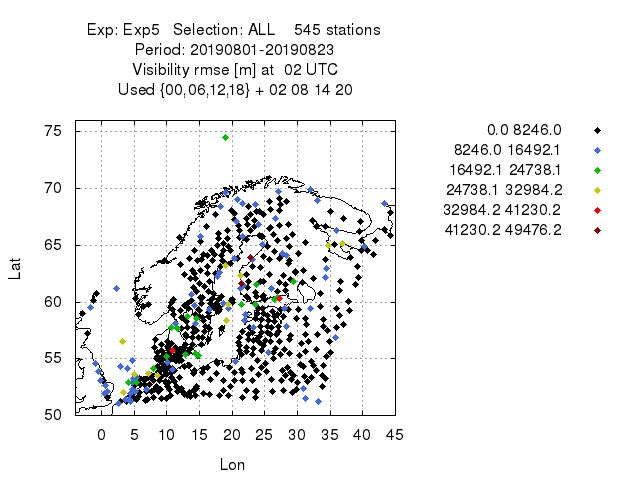 Exp: Exp5 Selection: ALL 545 stations
Period: 20190801-20190823
Visibility rmse [m] at 02 UTC
Used {00,06,12,18} + 02 08 14 20
75
70
65
60
55
50
Lat
0 5 10 15 20 25 30 35 40 45
Lon
0.0 8246.0
8246.0 16492.1
16492.1 24738.1
24738.1 32984.2
32984.2 41230.2
41230.2 49476.2